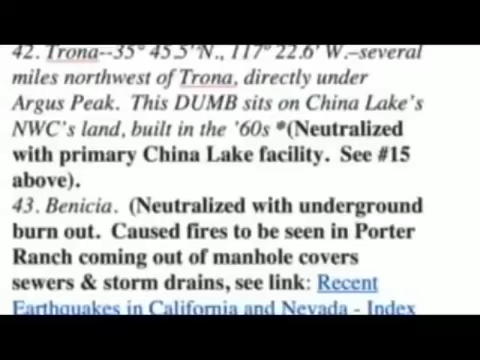 42. Trona--35° 45.5'N., 117° 22.6' W.–several
miles northwest of Trona, directly under
Argus Peak.  This DUMB sits on China Lake's
NWC's land, built in the '60s *(Neutralized
with primary China Lake facility.  See #15
above).
43. Benicia.  (Neutralized with underground
burn out.  Caused fires to be seen in Porter
Ranch coming out of manhole covers
sewers & storm drains, see link: Recent
Earthquakes in California and Nevada - Index